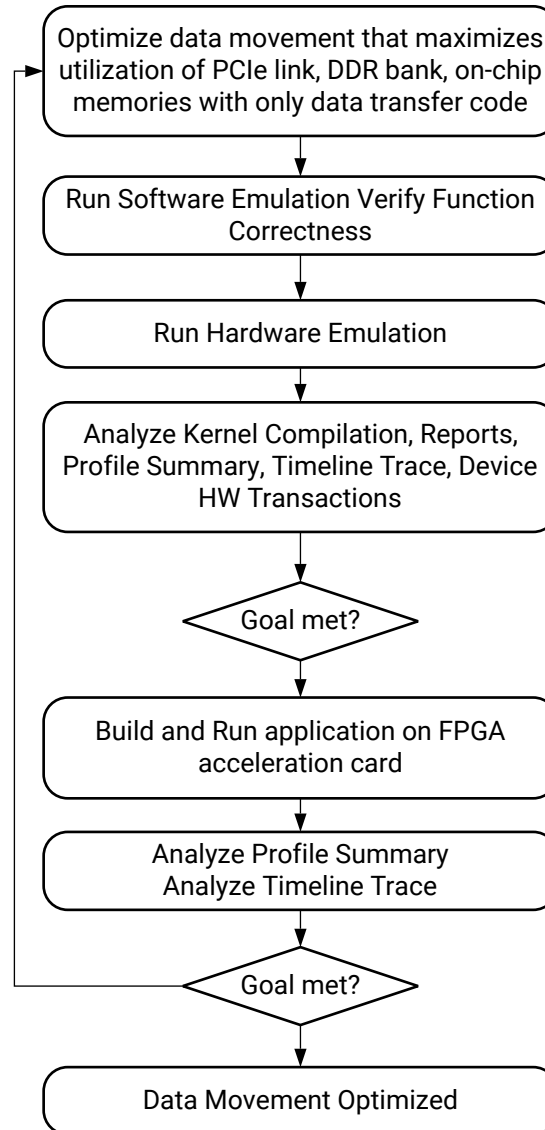 Optimize data movement that maximizes
utilization of PCIe link, DDR bank, on-chip
memories with only data transfer code
Run Software Emulation Verify Function
Correctness
Run Hardware Emulation
Analyze Kernel Compilation, Reports,
Profile Summary, Timeline Trace, Device
HW Transactions
Goal met?
Build and Run application on FPGA
acceleration card
Analyze Profile Summary
Analyze Timeline Trace
Goal met?
Data Movement Optimized